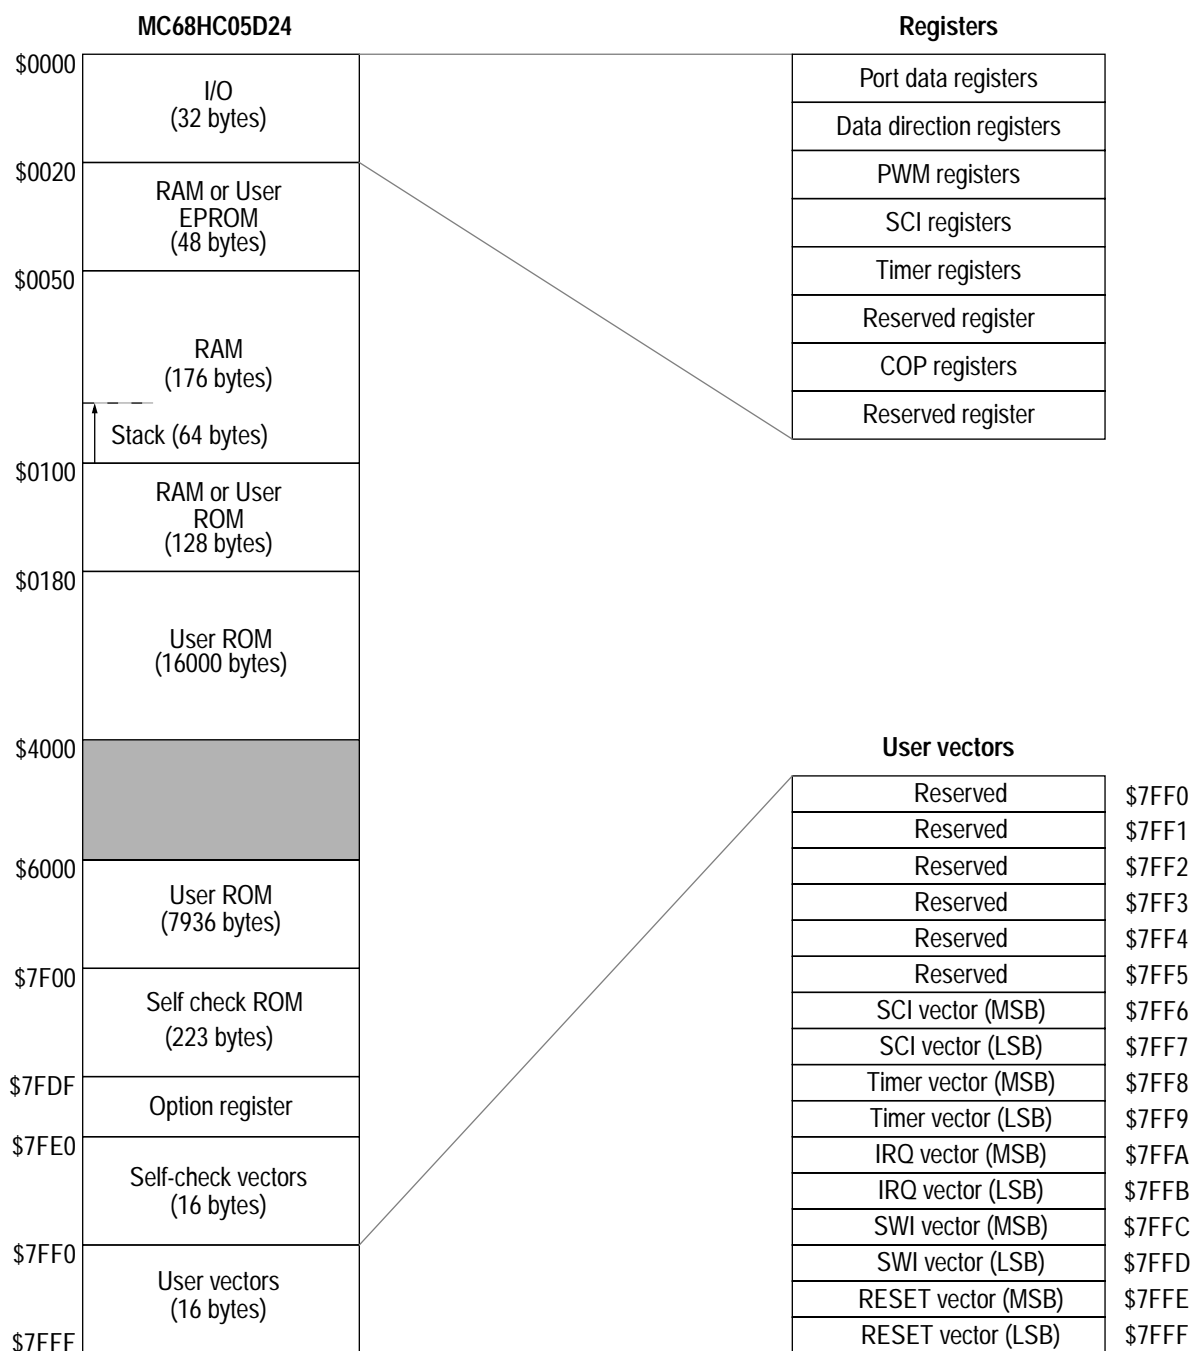 MC68HC05D24
$0000
I/O
(32 bytes)
$0020
RAM or User
EPROM
(48 bytes)
$0050
RAM
(176 bytes)
Stack (64 bytes)
$0100
RAM or User
ROM
(128 bytes)
$0180
User ROM
(16000 bytes)
$4000
$6000
User ROM
(7936 bytes)
$7F00
Self check ROM
(223 bytes)
$7FDF
Option register
$7FE0
Self-check vectors
(16 bytes)
$7FF0
User vectors
(16 bytes)
$7FFF
Registers
Port data registers
Data direction registers
PWM registers
SCI registers
Timer registers
Reserved register
COP registers
Reserved register
User vectors
Reserved $7FF0
Reserved $7FF1
Reserved $7FF2
Reserved $7FF3
Reserved $7FF4
Reserved $7FF5
SCI vector (MSB) $7FF6
SCI vector (LSB) $7FF7
Timer vector (MSB) $7FF8
Timer vector (LSB) $7FF9
IRQ vector (MSB) $7FFA
IRQ vector (LSB) $7FFB
SWI vector (MSB) $7FFC
SWI vector (LSB) $7FFD
RESET vector (MSB) $7FFE
RESET vector (LSB) $7FFF